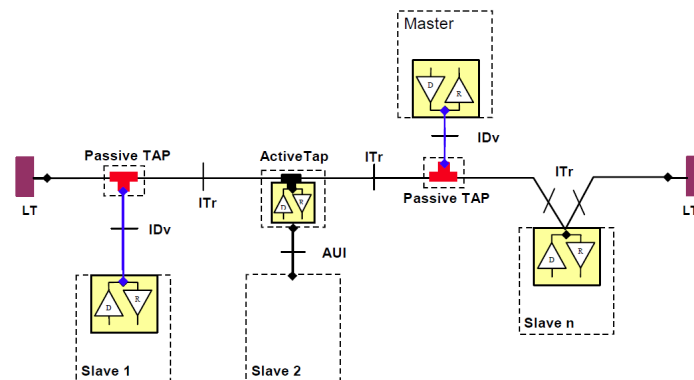 Master
D
R
IDv
Passive TAP
ActiveTap
ITr
ITr
LT
ITr
Passive TAP
LT
D
R
IDv
AUI
D
R
D
R
Slave 1
Slave 2
Slave n